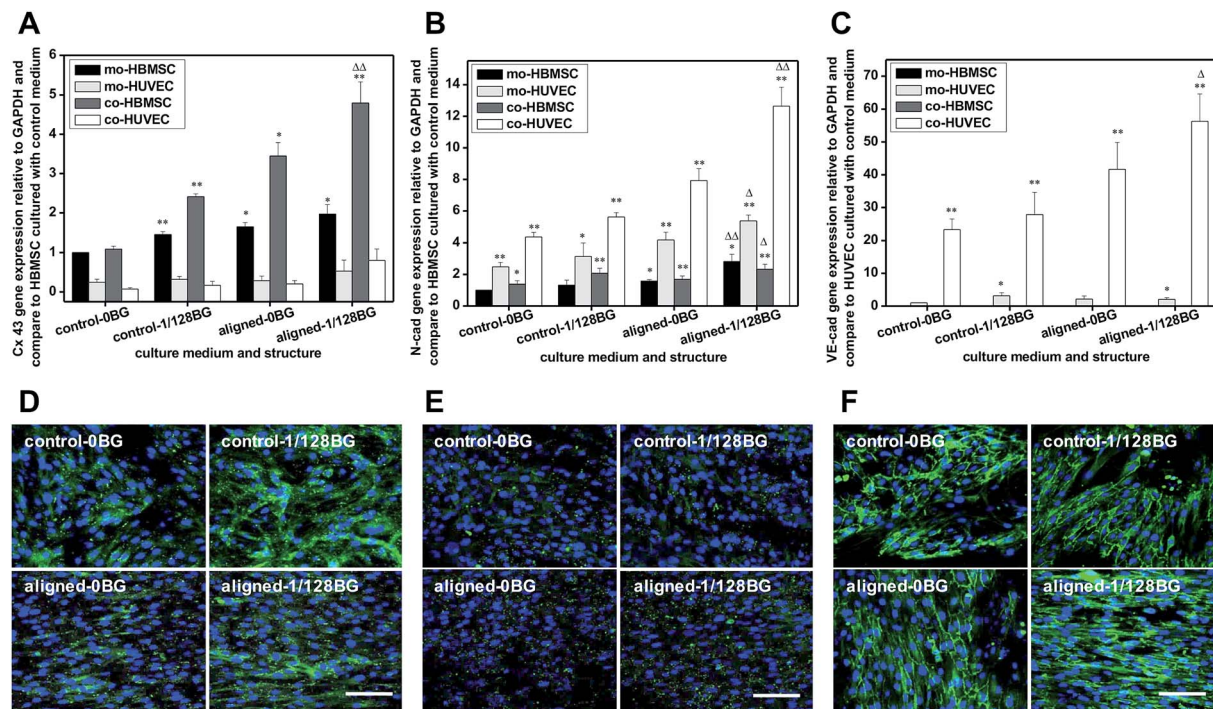 A
Cx 43 gene expression relative to GAPDH and
compare to HBMSC cultured with control medium
6
5
4
3
2
1
0
mo-HBMSC
mo-HUVEC
co-HBMSC
co-HUVEC
**
**
*
*
*
ΔΔ
**
control-0BG
control-1/128BG
aligned-0BG
aligned-1/128BG
culture medium and structure
B
N-cad gene expression relative to GAPDH and
compare to HBMSC cultured with control medium
14
12
10
8
6
4
2
0
mo-HBMSC
mo-HUVEC
co-HBMSC
co-HUVEC
**
*
**
*
**
**
*
**
**
**
ΔΔ
*
Δ
**
Δ
**
ΔΔ
**
control-0BG
control-1/128BG
aligned-0BG
aligned-1/128BG
culture medium and structure
C
VE-cad gene expression relative to GAPDH and
compare to HUVEC cultured with control medium
70
60
50
40
30
20
10
0
mo-HBMSC
mo-HUVEC
co-HBMSC
co-HUVEC
**
*
**
**
*
Δ
**
control-0BG
control-1/128BG
aligned-0BG
aligned-1/128BG
culture medium and structure
D
control-0BG
control-1/128BG
aligned-0BG
aligned-1/128BG
E
control-0BG
control-1/128BG
aligned-0BG
aligned-1/128BG
F
control-0BG
control-1/128BG
aligned-0BG
aligned-1/128BG